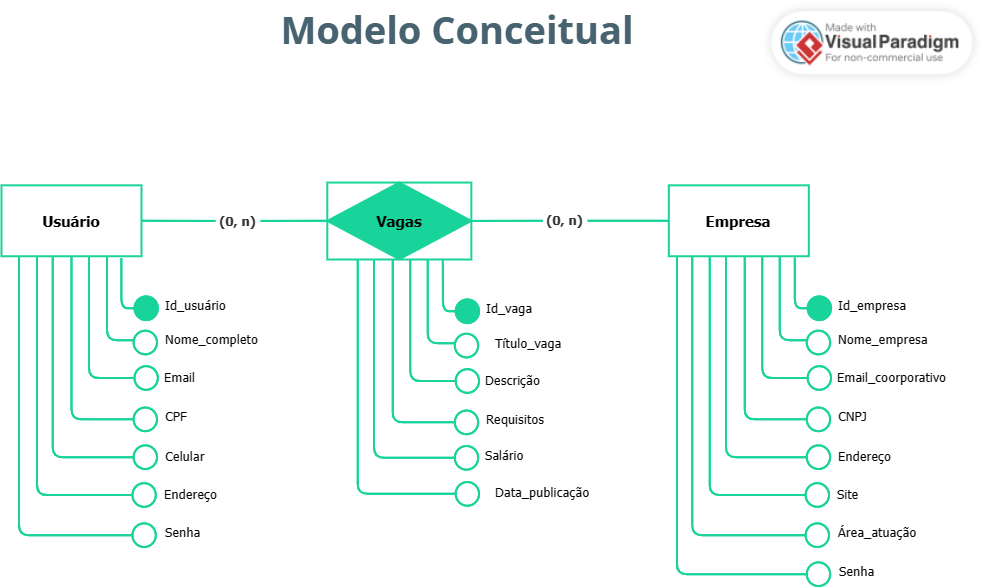 Modelo Conceitual
Made with
Visual Paradigm
For non-commercial use
Usuário
(0, n)
Vagas
(0, n)
Empresa
Id_usuário
Nome_completo
Email
CPF
Celular
Endereço
Senha
Id_vaga
Título_vaga
Descrição
Requisitos
Salário
Data_publicação
Id_empresa
Nome_empresa
Email_coorporativo
CNPJ
Endereço
Site
Área_atuação
Senha